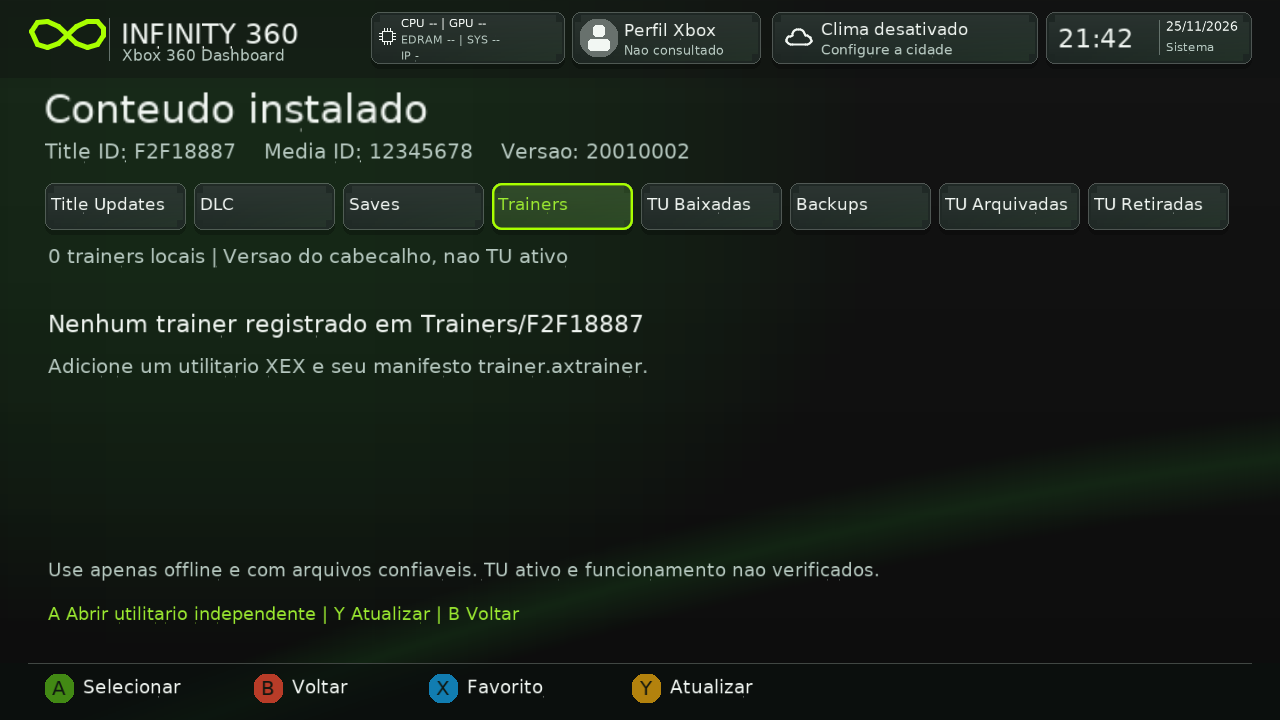 INFINITY 360
Xbox 360 Dashboard
CPU -- | GPU --
EDRAM -- | SYS --
IP -
Perfil Xbox
Nao consultado
Clima desativado
Configure a cidade
21:42
25/11/2026
Sistema
Conteudo instalado
Title ID: F2F18887 Media ID: 12345678 Versao: 20010002
Title Updates DLC Saves Trainers TU Baixadas Backups TU Arquivadas TU Retiradas
0 trainers locais | Versao do cabecalho, nao TU ativo
Nenhum trainer registrado em Trainers/F2F18887
Adicione um utilitario XEX e seu manifesto trainer.axtrainer.
Use apenas offline e com arquivos confiaveis. TU ativo e funcionamento nao verificados.
A Abrir utilitario independente | Y Atualizar | B Voltar
A Selecionar B Voltar X Favorito Y Atualizar